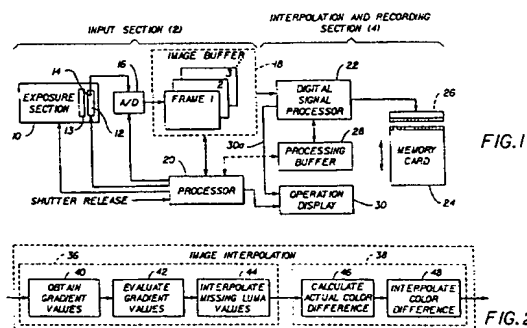 INPUT SECTION (2)
INTERPOLATION AND RECORDING SECTION (4)
IMAGE BUFFER
14
16
3
2
18
22
EXPOSURE SECTION
A/D
FRAME 1
DIGITAL SIGNAL PROCESSOR
26
10
13
12
28
FIG. 1
20
30a
PROCESSING BUFFER
MEMORY CARD
PROCESSOR
SHUTTER RELEASE
OPERATION DISPLAY
24
30
36
IMAGE INTERPOLATION
38
40
42
44
46
48
OBTAIN GRADIENT VALUES
EVALUATE GRADIENT VALUES
INTERPOLATE MISSING LUMA VALUES
CALCULATE ACTUAL COLOR DIFFERENCE
INTERPOLATE COLOR DIFFERENCE
FIG. 2